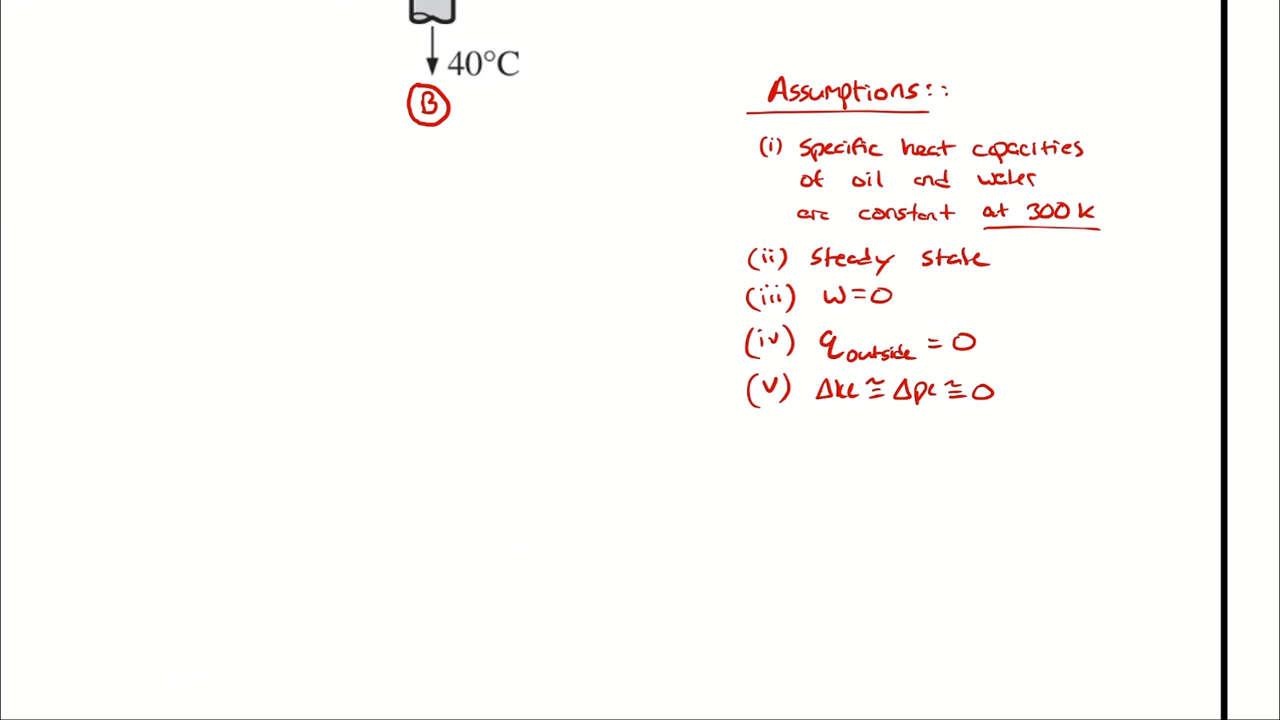 40°C
B
Assumptions::
(i) Specific heat capacities
of oil and water
are constant at 300k
(ii) Steady state
(iii) w=0
(iv) q outside = 0
(v) Δke ≅ Δpe ≅ 0